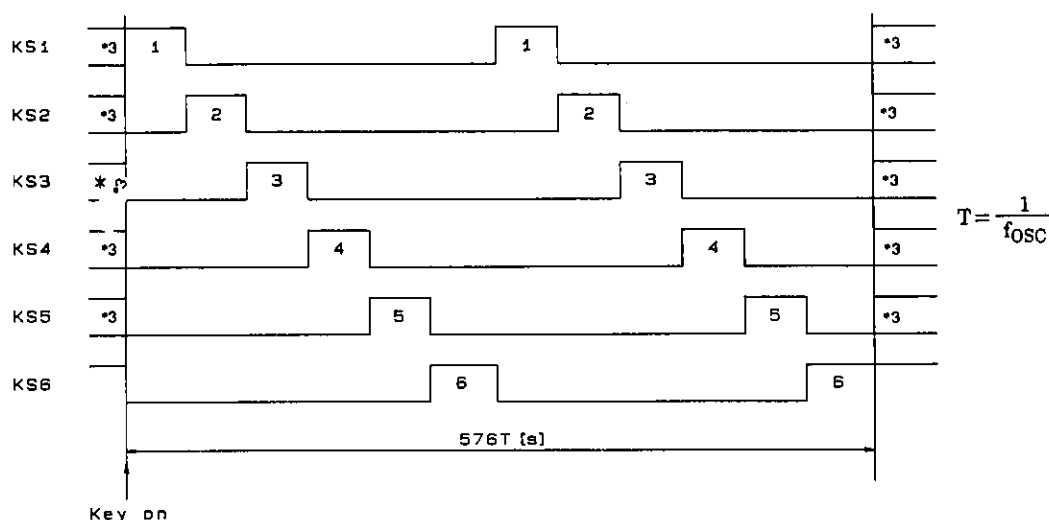 KS1 *3 1 1 *3
KS2 *3 2 2 *3
KS3 * *3 3 3 *3
T = 1/fOSC
KS4 *3 4 4 *3
KS5 *3 5 5 *3
KS6 6 6
576T [s]
Key on